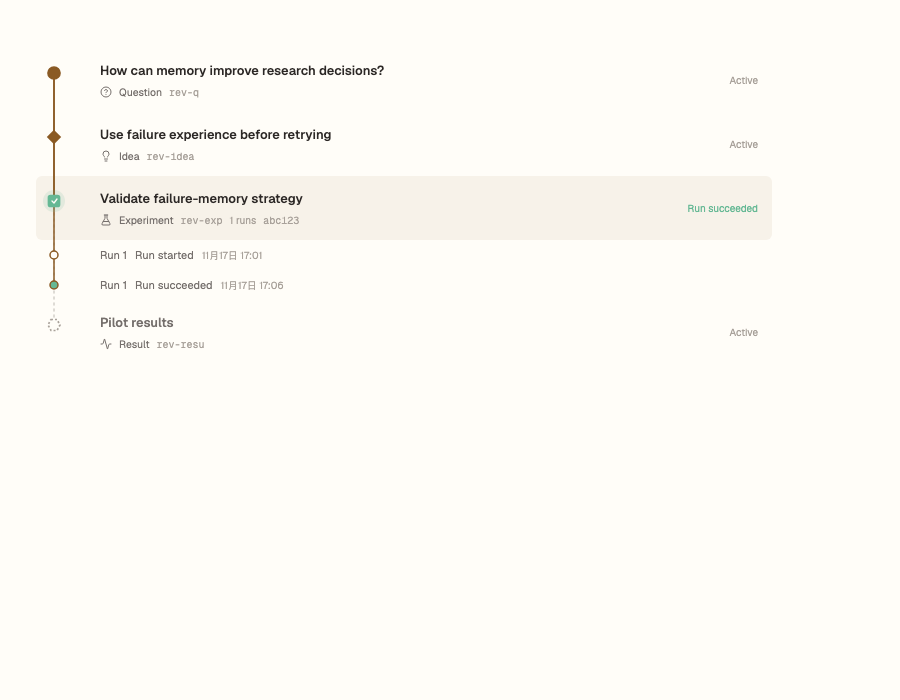 How can memory improve research decisions?
Question rev-q
Active
Use failure experience before retrying
Idea rev-idea
Active
Validate failure-memory strategy
Experiment rev-exp 1 runs abc123
Run succeeded
Run 1 Run started 11月17日 17:01
Run 1 Run succeeded 11月17日 17:06
Pilot results
Result rev-resu
Active